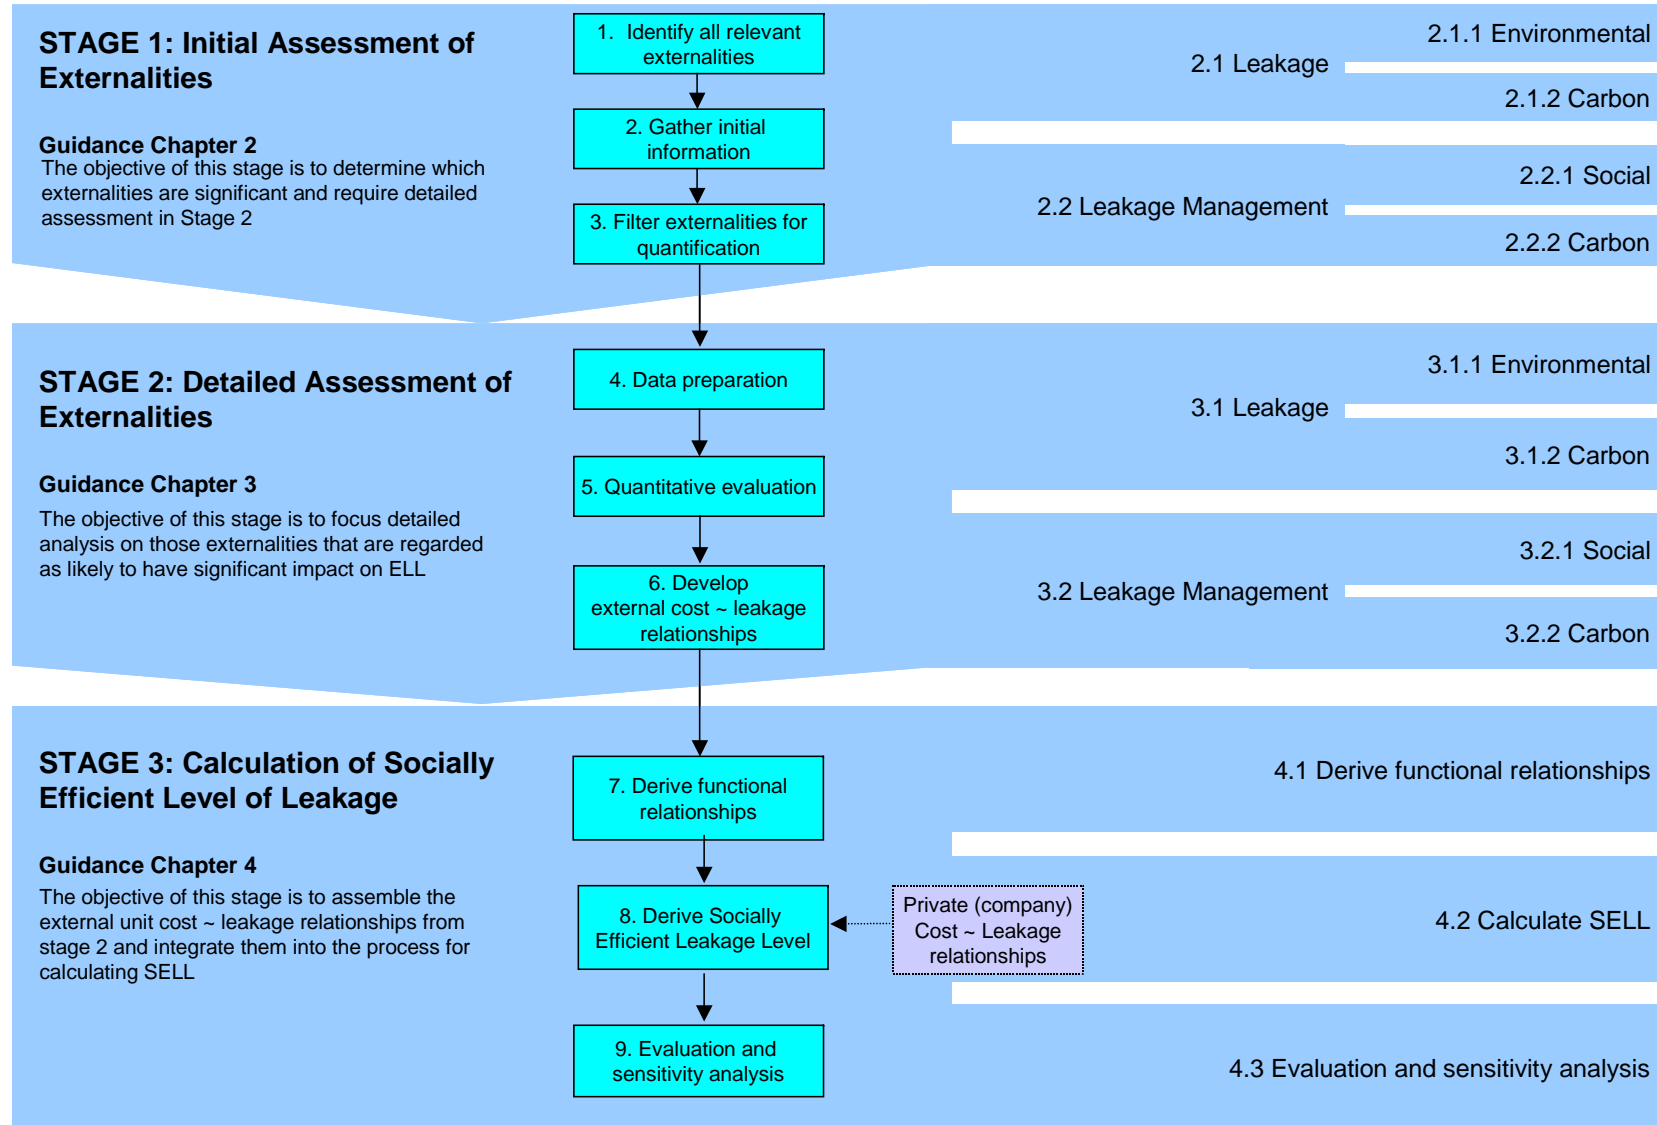 STAGE 1: Initial Assessment of
Externalities
Guidance Chapter 2
The objective of this stage is to determine which
externalities are significant and require detailed
assessment in Stage 2
1. Identify all relevant
externalities
2. Gather initial
information
3. Filter externalities for
quantification
2.1 Leakage
2.1.1 Environmental
2.1.2 Carbon
2.2 Leakage Management
2.2.1 Social
2.2.2 Carbon
STAGE 2: Detailed Assessment of
Externalities
Guidance Chapter 3
The objective of this stage is to focus detailed
analysis on those externalities that are regarded
as likely to have significant impact on ELL
4. Data preparation
5. Quantitative evaluation
6. Develop
external cost ~ leakage
relationships
3.1 Leakage
3.1.1 Environmental
3.1.2 Carbon
3.2 Leakage Management
3.2.1 Social
3.2.2 Carbon
STAGE 3: Calculation of Socially
Efficient Level of Leakage
Guidance Chapter 4
The objective of this stage is to assemble the
external unit cost ~ leakage relationships from
stage 2 and integrate them into the process for
calculating SELL
7. Derive functional
relationships
8. Derive Socially
Efficient Leakage Level
Private (company)
Cost ~ Leakage
relationships
9. Evaluation and
sensitivity analysis
4.1 Derive functional relationships
4.2 Calculate SELL
4.3 Evaluation and sensitivity analysis